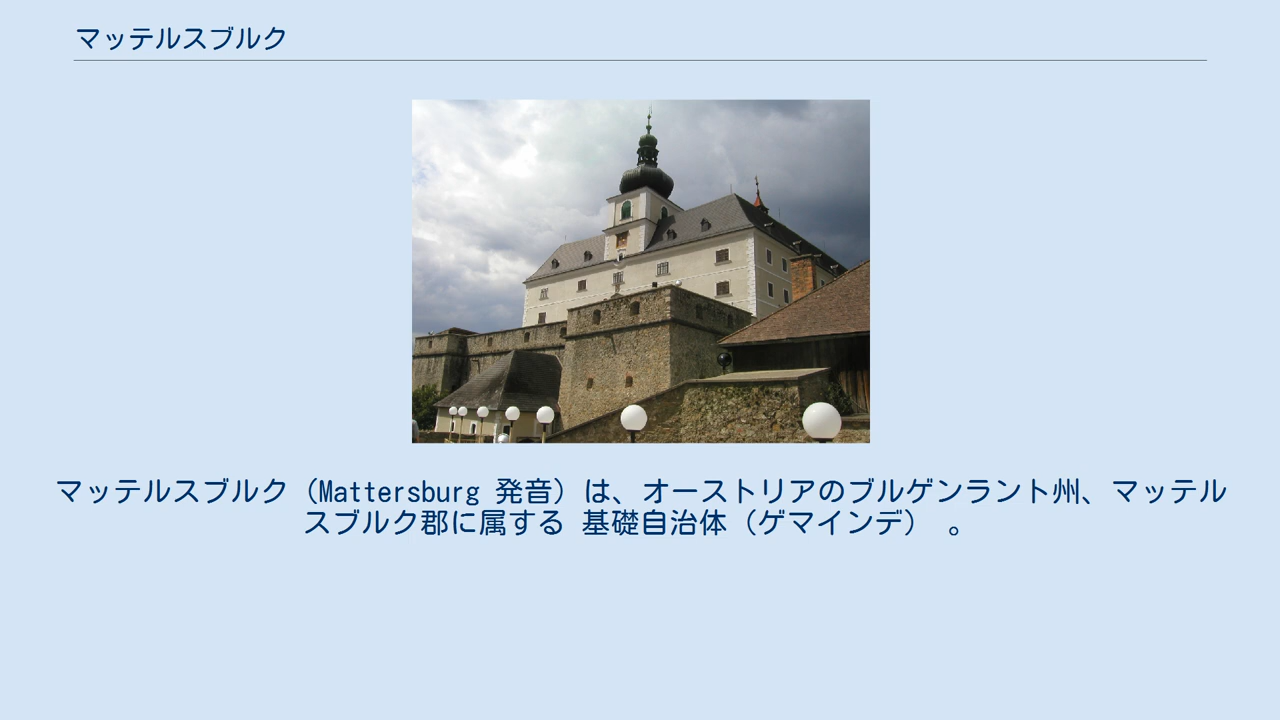 マッテルスブルク
マッテルスブルク（Mattersburg 発音）は、オーストリアのブルゲンラント州、マッテル
スブルク郡に属する 基礎自治体（ゲマインデ） 。